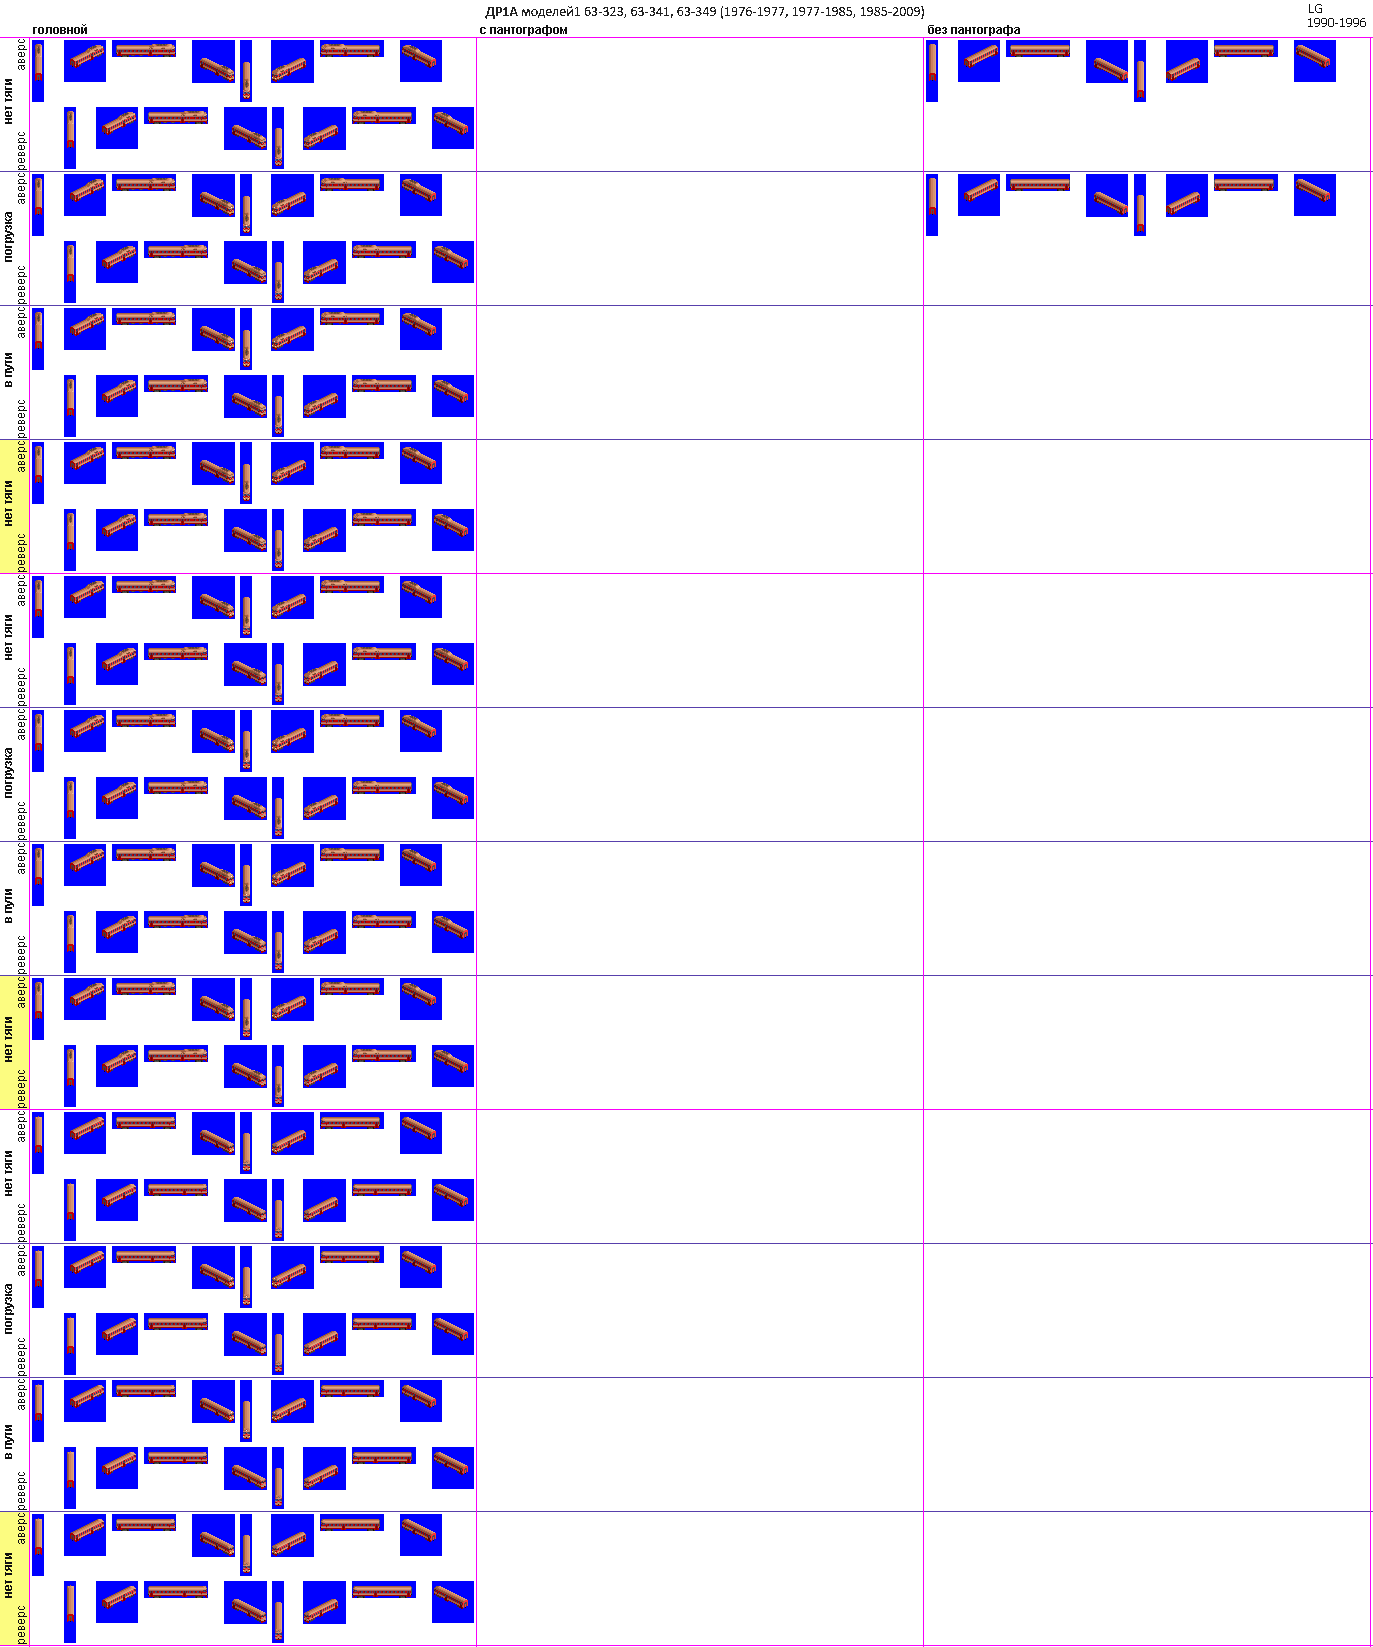 ДР1А моделей1 63-323, 63-341, 63-349 (1976-1977, 1977-1985, 1985-2009)
LG
1990-1996
головной
с пантографом
без пантографа
нет тяги
аверс
реверс
погрузка
аверс
реверс
в пути
аверс
реверс
нет тяги
аверс
реверс
нет тяги
аверс
реверс
погрузка
аверс
реверс
в пути
аверс
реверс
нет тяги
аверс
реверс
нет тяги
аверс
реверс
погрузка
аверс
реверс
в пути
аверс
реверс
нет тяги
аверс
реверс